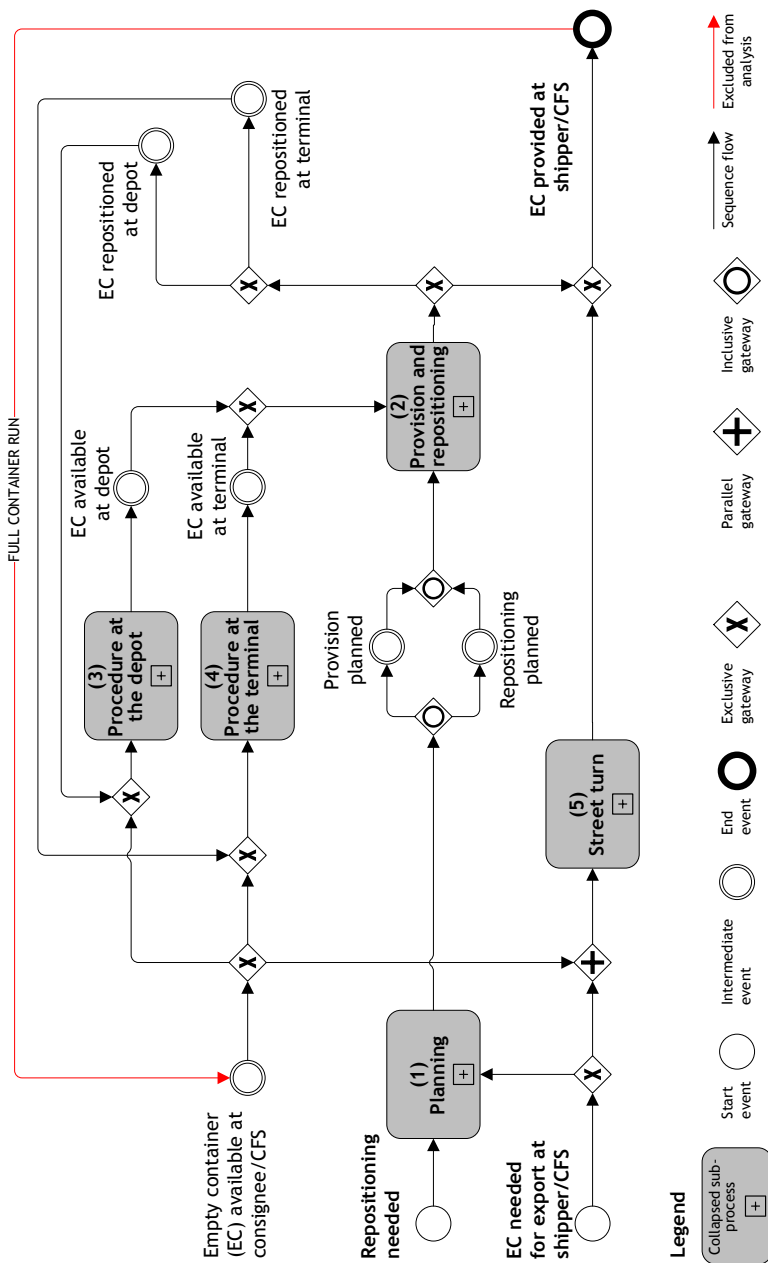 FULL CONTAINER RUN
Empty container
(EC) available at
consignee/CFS
X
X
X
(3)
Procedure at
the depot
+
(4)
Procedure at
the terminal
+
EC available
at depot
EC available
at terminal
X
EC repositioned
at depot
EC repositioned
at terminal
X
Repositioning
needed
(1)
Planning
+
Provision
planned
Repositioning
planned
(2)
Provision and
repositioning
+
X
EC needed
for export at
shipper/CFS
X
(5)
Street turn
+
X
EC provided at
shipper/CFS
Legend
Collapsed sub-
process
+
Start
event
Intermediate
event
End
event
X
Exclusive
gateway
Parallel
gateway
Inclusive
gateway
Sequence flow
Excluded from
analysis